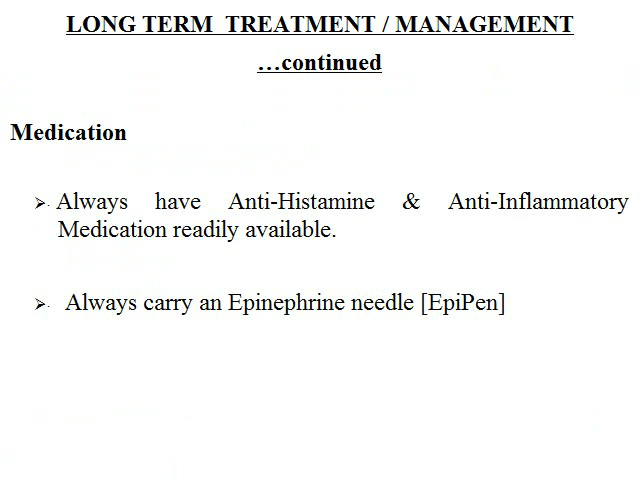 LONG TERM  TREATMENT / MANAGEMENT
…continued
Medication
➢ Always have Anti-Histamine & Anti-Inflammatory
Medication readily available.
➢ Always carry an Epinephrine needle [EpiPen]